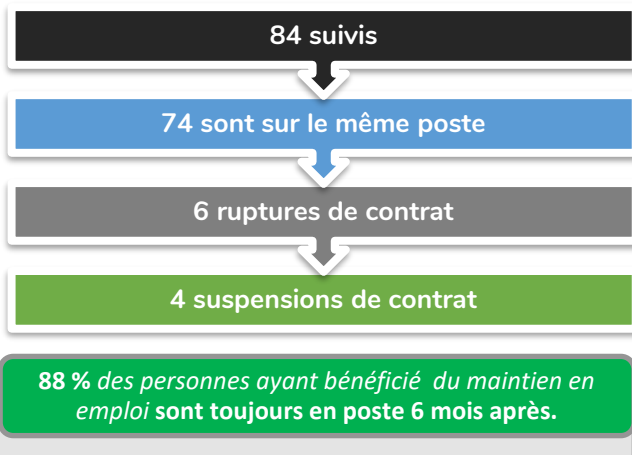 84 suivis
74 sont sur le même poste
6 ruptures de contrat
4 suspensions de contrat
88 % des personnes ayant bénéficié du maintien en
emploi sont toujours en poste 6 mois après.